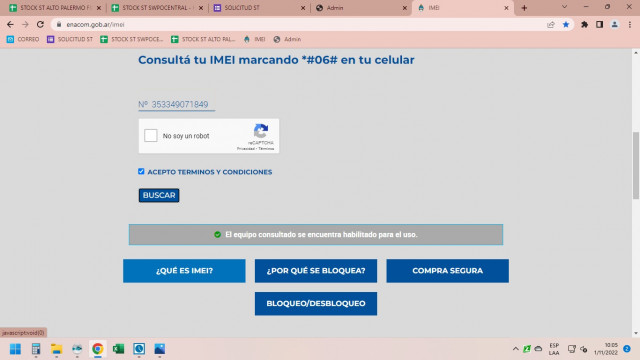 STOCK ST ALTO PALERMO F
STOCK ST SWPOCENTRAL -
SOLICITUD ST
Admin
IMEI
enacom.gob.ar/imei
CORREO
SOLICITUD ST
STOCK ST SWPOCE...
STOCK ST ALTO PAL...
IMEI
Admin
Consultá tu IMEI marcando *#06# en tu celular
Nº 353349071849
No soy un robot
reCAPTCHA
Privacidad - Términos
ACEPTO TERMINOS Y CONDICIONES
BUSCAR
El equipo consultado se encuentra habilitado para el uso.
¿QUÉ ES IMEI?
¿POR QUÉ SE BLOQUEA?
COMPRA SEGURA
BLOQUEO/DESBLOQUEO
javascript:void(0)
ESP
LAA
10:05
1/11/2022